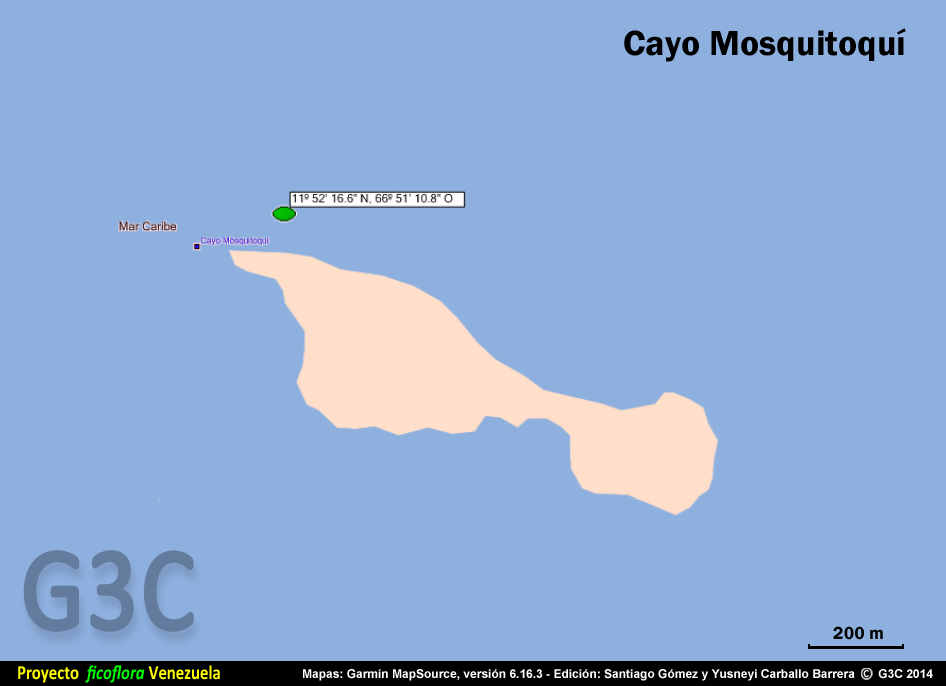 Cayo Mosquitoquí
11º 52' 16.6" N, 66º 51' 10.8" O
Mar Caribe
Cayo Mosquitoqui
G3C
200 m
Proyecto ficoflora Venezuela
Mapas: Garmin MapSource, versión 6.16.3 - Edición: Santiago Gómez y Yusneyi Carballo Barrera © G3C 2014